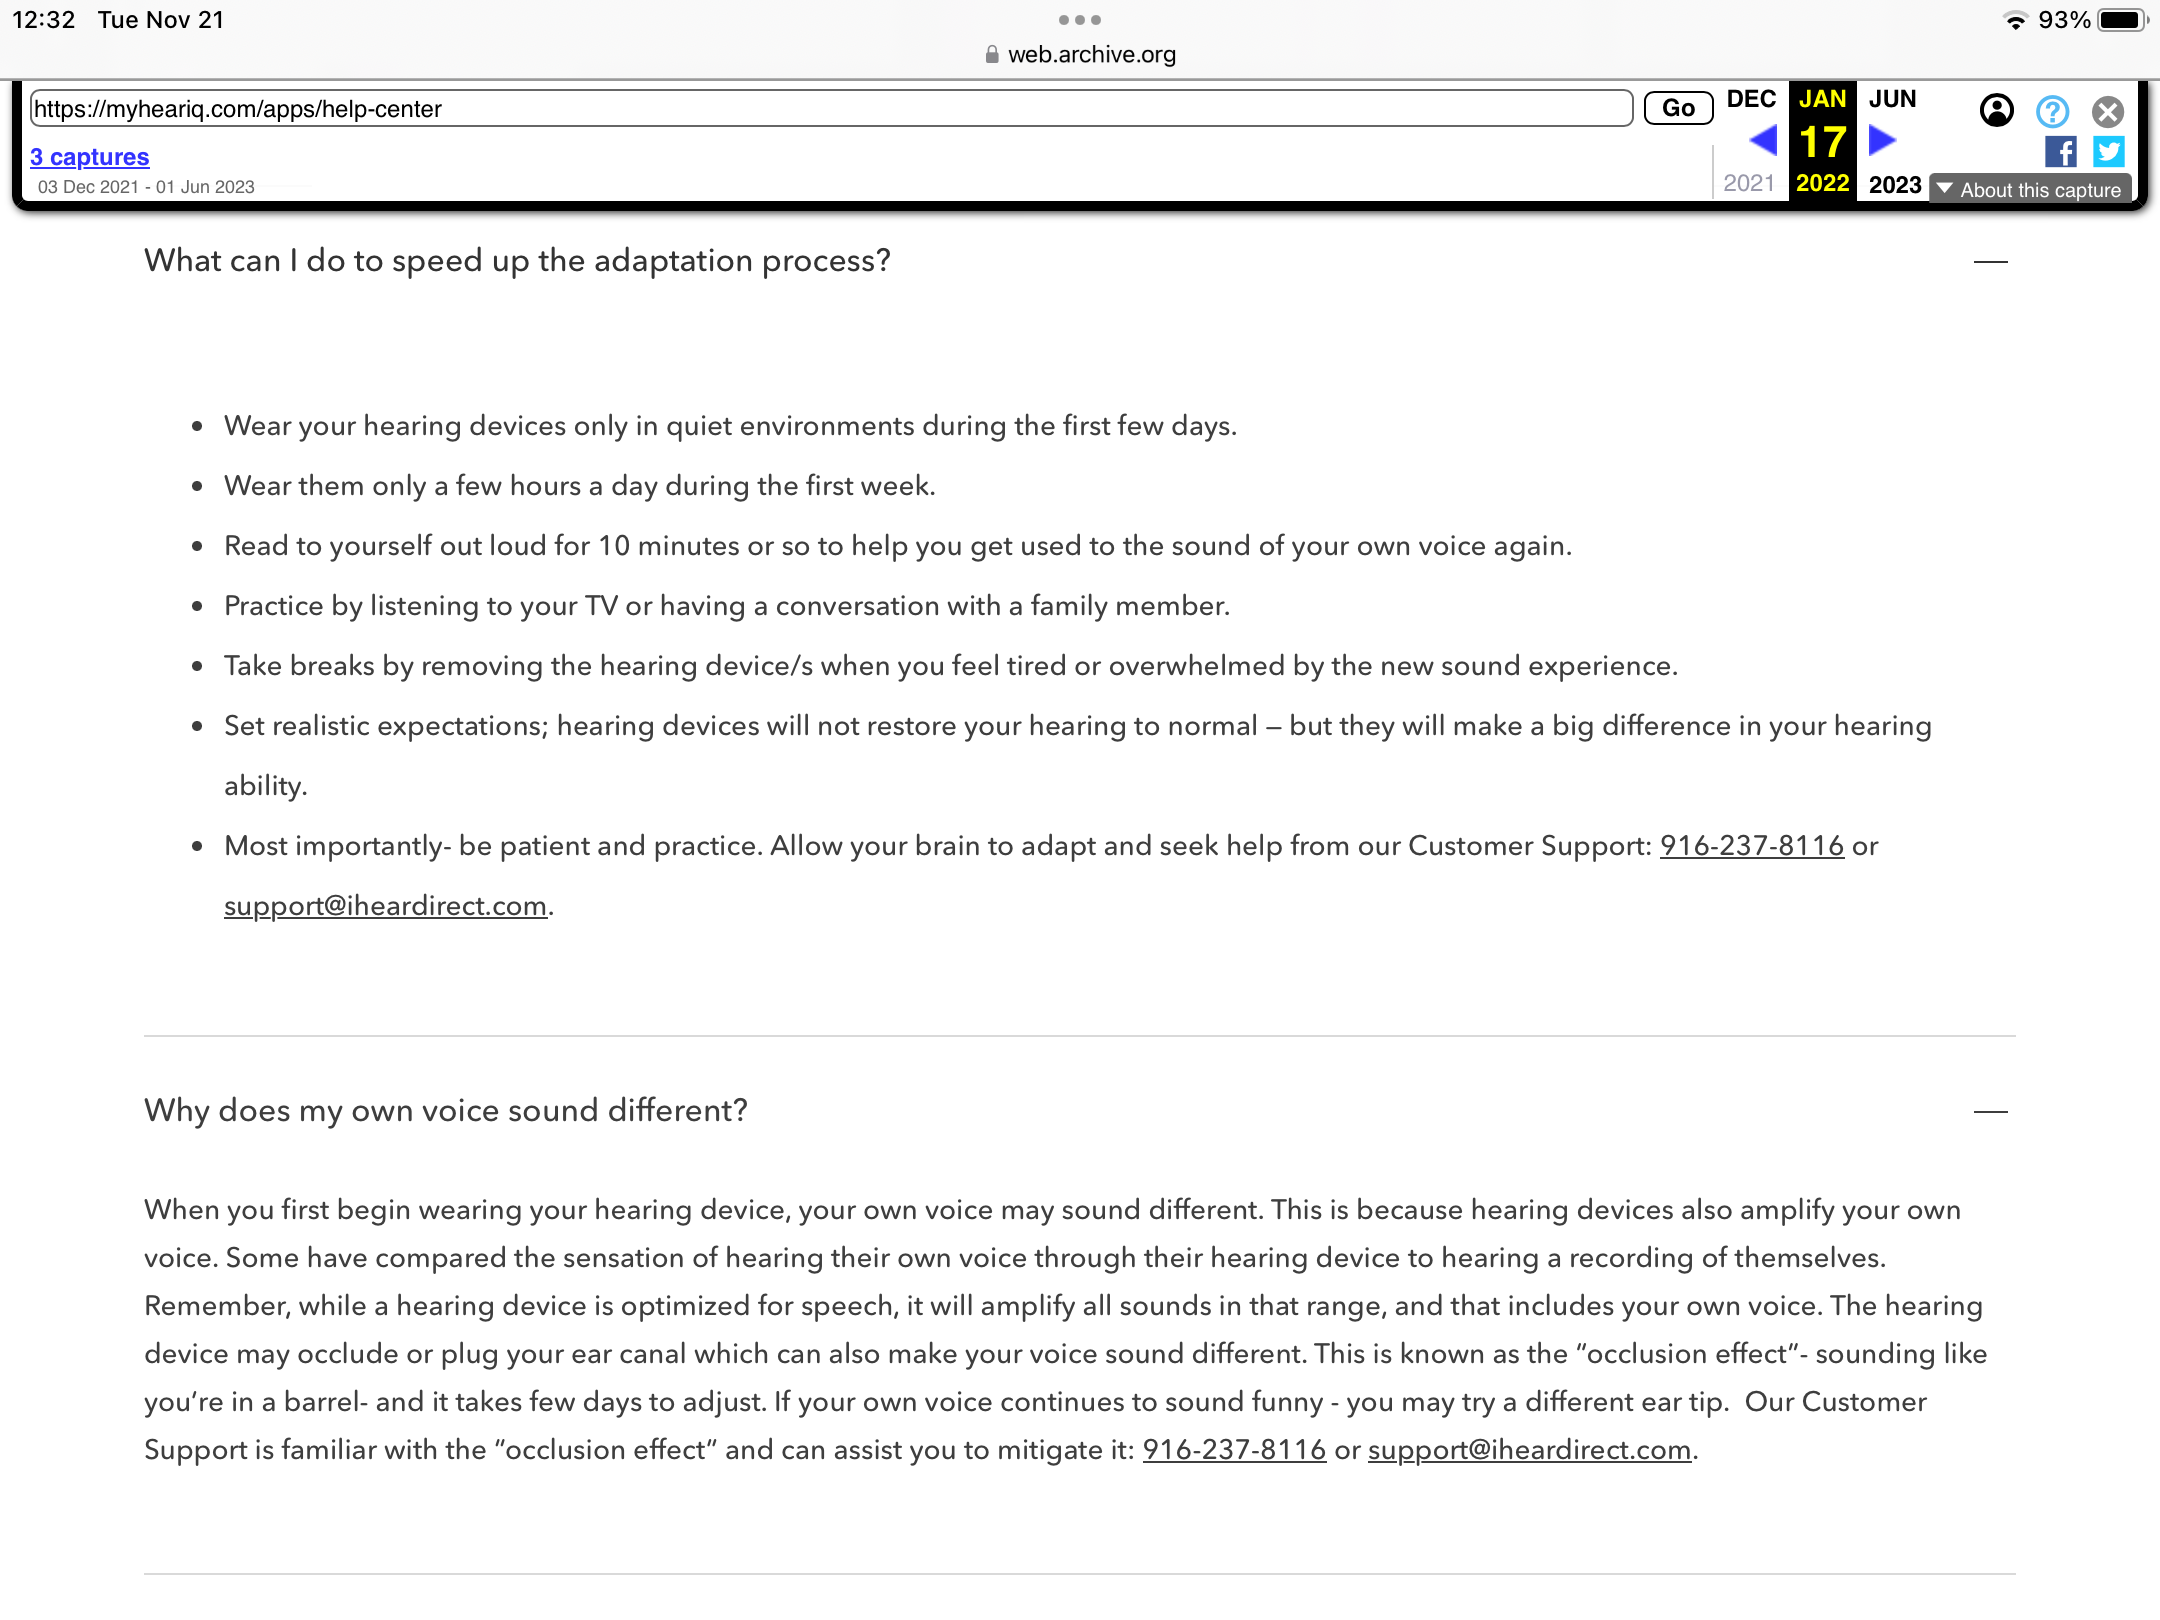 12:32 Tue Nov 21
93%
web.archive.org
https://myheariq.com/apps/help-center
Go
DEC JAN JUN
3 captures
17
03 Dec 2021 - 01 Jun 2023
2021 2022 2023
About this capture
What can I do to speed up the adaptation process?
Wear your hearing devices only in quiet environments during the first few days.
Wear them only a few hours a day during the first week.
Read to yourself out loud for 10 minutes or so to help you get used to the sound of your own voice again.
Practice by listening to your TV or having a conversation with a family member.
Take breaks by removing the hearing device/s when you feel tired or overwhelmed by the new sound experience.
Set realistic expectations; hearing devices will not restore your hearing to normal – but they will make a big difference in your hearing
ability.
Most importantly- be patient and practice. Allow your brain to adapt and seek help from our Customer Support: 916-237-8116 or
support@iheardirect.com.
Why does my own voice sound different?
When you first begin wearing your hearing device, your own voice may sound different. This is because hearing devices also amplify your own
voice. Some have compared the sensation of hearing their own voice through their hearing device to hearing a recording of themselves.
Remember, while a hearing device is optimized for speech, it will amplify all sounds in that range, and that includes your own voice. The hearing
device may occlude or plug your ear canal which can also make your voice sound different. This is known as the “occlusion effect”- sounding like
you’re in a barrel- and it takes few days to adjust. If your own voice continues to sound funny - you may try a different ear tip.  Our Customer
Support is familiar with the “occlusion effect” and can assist you to mitigate it: 916-237-8116 or support@iheardirect.com.